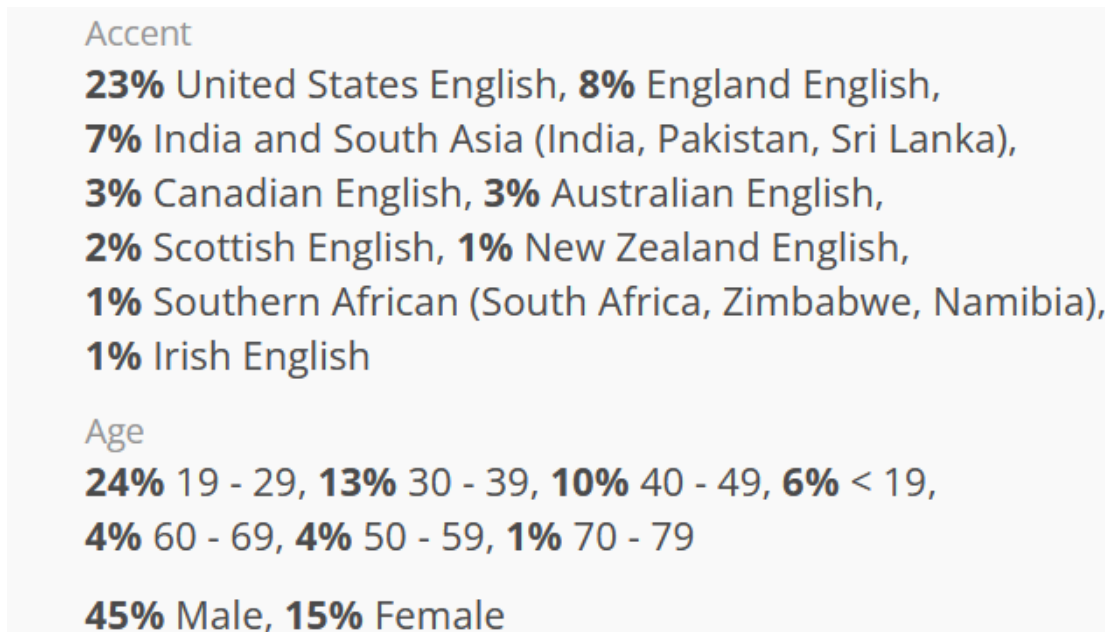 Accent
23% United States English, 8% England English,
7% India and South Asia (India, Pakistan, Sri Lanka),
3% Canadian English, 3% Australian English,
2% Scottish English, 1% New Zealand English,
1% Southern African (South Africa, Zimbabwe, Namibia),
1% Irish English
Age
24% 19 - 29, 13% 30 - 39, 10% 40 - 49, 6% < 19,
4% 60 - 69, 4% 50 - 59, 1% 70 - 79
45% Male, 15% Female